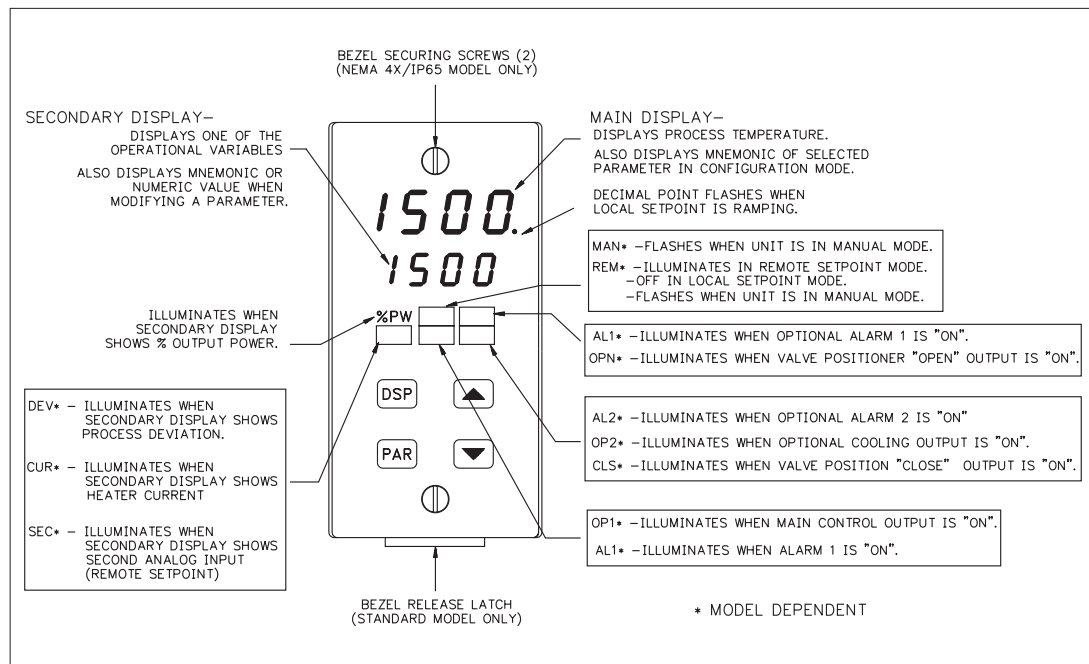 BEZEL SECURING SCREWS (2)
(NEMA 4X/IP65 MODEL ONLY)
SECONDARY DISPLAY–
DISPLAYS ONE OF THE
OPERATIONAL VARIABLES
ALSO DISPLAYS MNEMONIC OR
NUMERIC VALUE WHEN
MODIFYING A PARAMETER.
MAIN DISPLAY–
DISPLAYS PROCESS TEMPERATURE.
ALSO DISPLAYS MNEMONIC OF SELECTED
PARAMETER IN CONFIGURATION MODE.
DECIMAL POINT FLASHES WHEN
LOCAL SETPOINT IS RAMPING.
1500.
1500
MAN* –FLASHES WHEN UNIT IS IN MANUAL MODE.
REM* –ILLUMINATES IN REMOTE SETPOINT MODE.
–OFF IN LOCAL SETPOINT MODE.
–FLASHES WHEN UNIT IS IN MANUAL MODE.
ILLUMINATES WHEN
SECONDARY DISPLAY
SHOWS % OUTPUT POWER.
%PW
AL1* –ILLUMINATES WHEN OPTIONAL ALARM 1 IS "ON".
OPN* –ILLUMINATES WHEN VALVE POSITIONER "OPEN" OUTPUT IS "ON".
DSP
PAR
DEV* – ILLUMINATES WHEN
SECONDARY DISPLAY SHOWS
PROCESS DEVIATION.
CUR* – ILLUMINATES WHEN
SECONDARY DISPLAY SHOWS
HEATER CURRENT
SEC* – ILLUMINATES WHEN
SECONDARY DISPLAY SHOWS
SECOND ANALOG INPUT
(REMOTE SETPOINT)
AL2* –ILLUMINATES WHEN OPTIONAL ALARM 2 IS "ON"
OP2* –ILLUMINATES WHEN OPTIONAL COOLING OUTPUT IS "ON".
CLS* –ILLUMINATES WHEN VALVE POSITION "CLOSE" OUTPUT IS "ON".
OP1* –ILLUMINATES WHEN MAIN CONTROL OUTPUT IS "ON".
AL1* –ILLUMINATES WHEN ALARM 1 IS "ON".
BEZEL RELEASE LATCH
(STANDARD MODEL ONLY)
* MODEL DEPENDENT